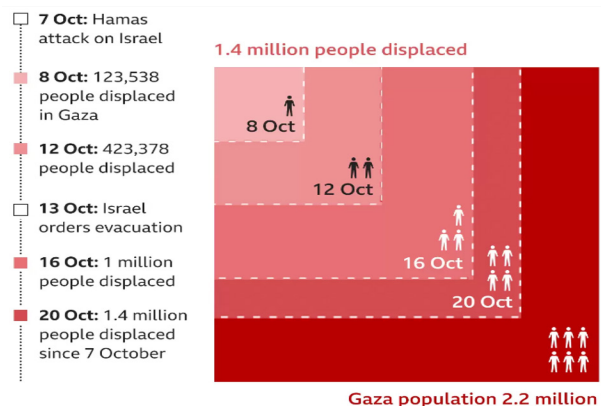 7 Oct: Hamas
attack on Israel
8 Oct: 123,538
people displaced
in Gaza
12 Oct: 423,378
people displaced
13 Oct: Israel
orders evacuation
16 Oct: 1 million
people displaced
20 Oct: 1.4 million
people displaced
since 7 October
1.4 million people displaced
8 Oct
12 Oct
16 Oct
20 Oct
Gaza population 2.2 million